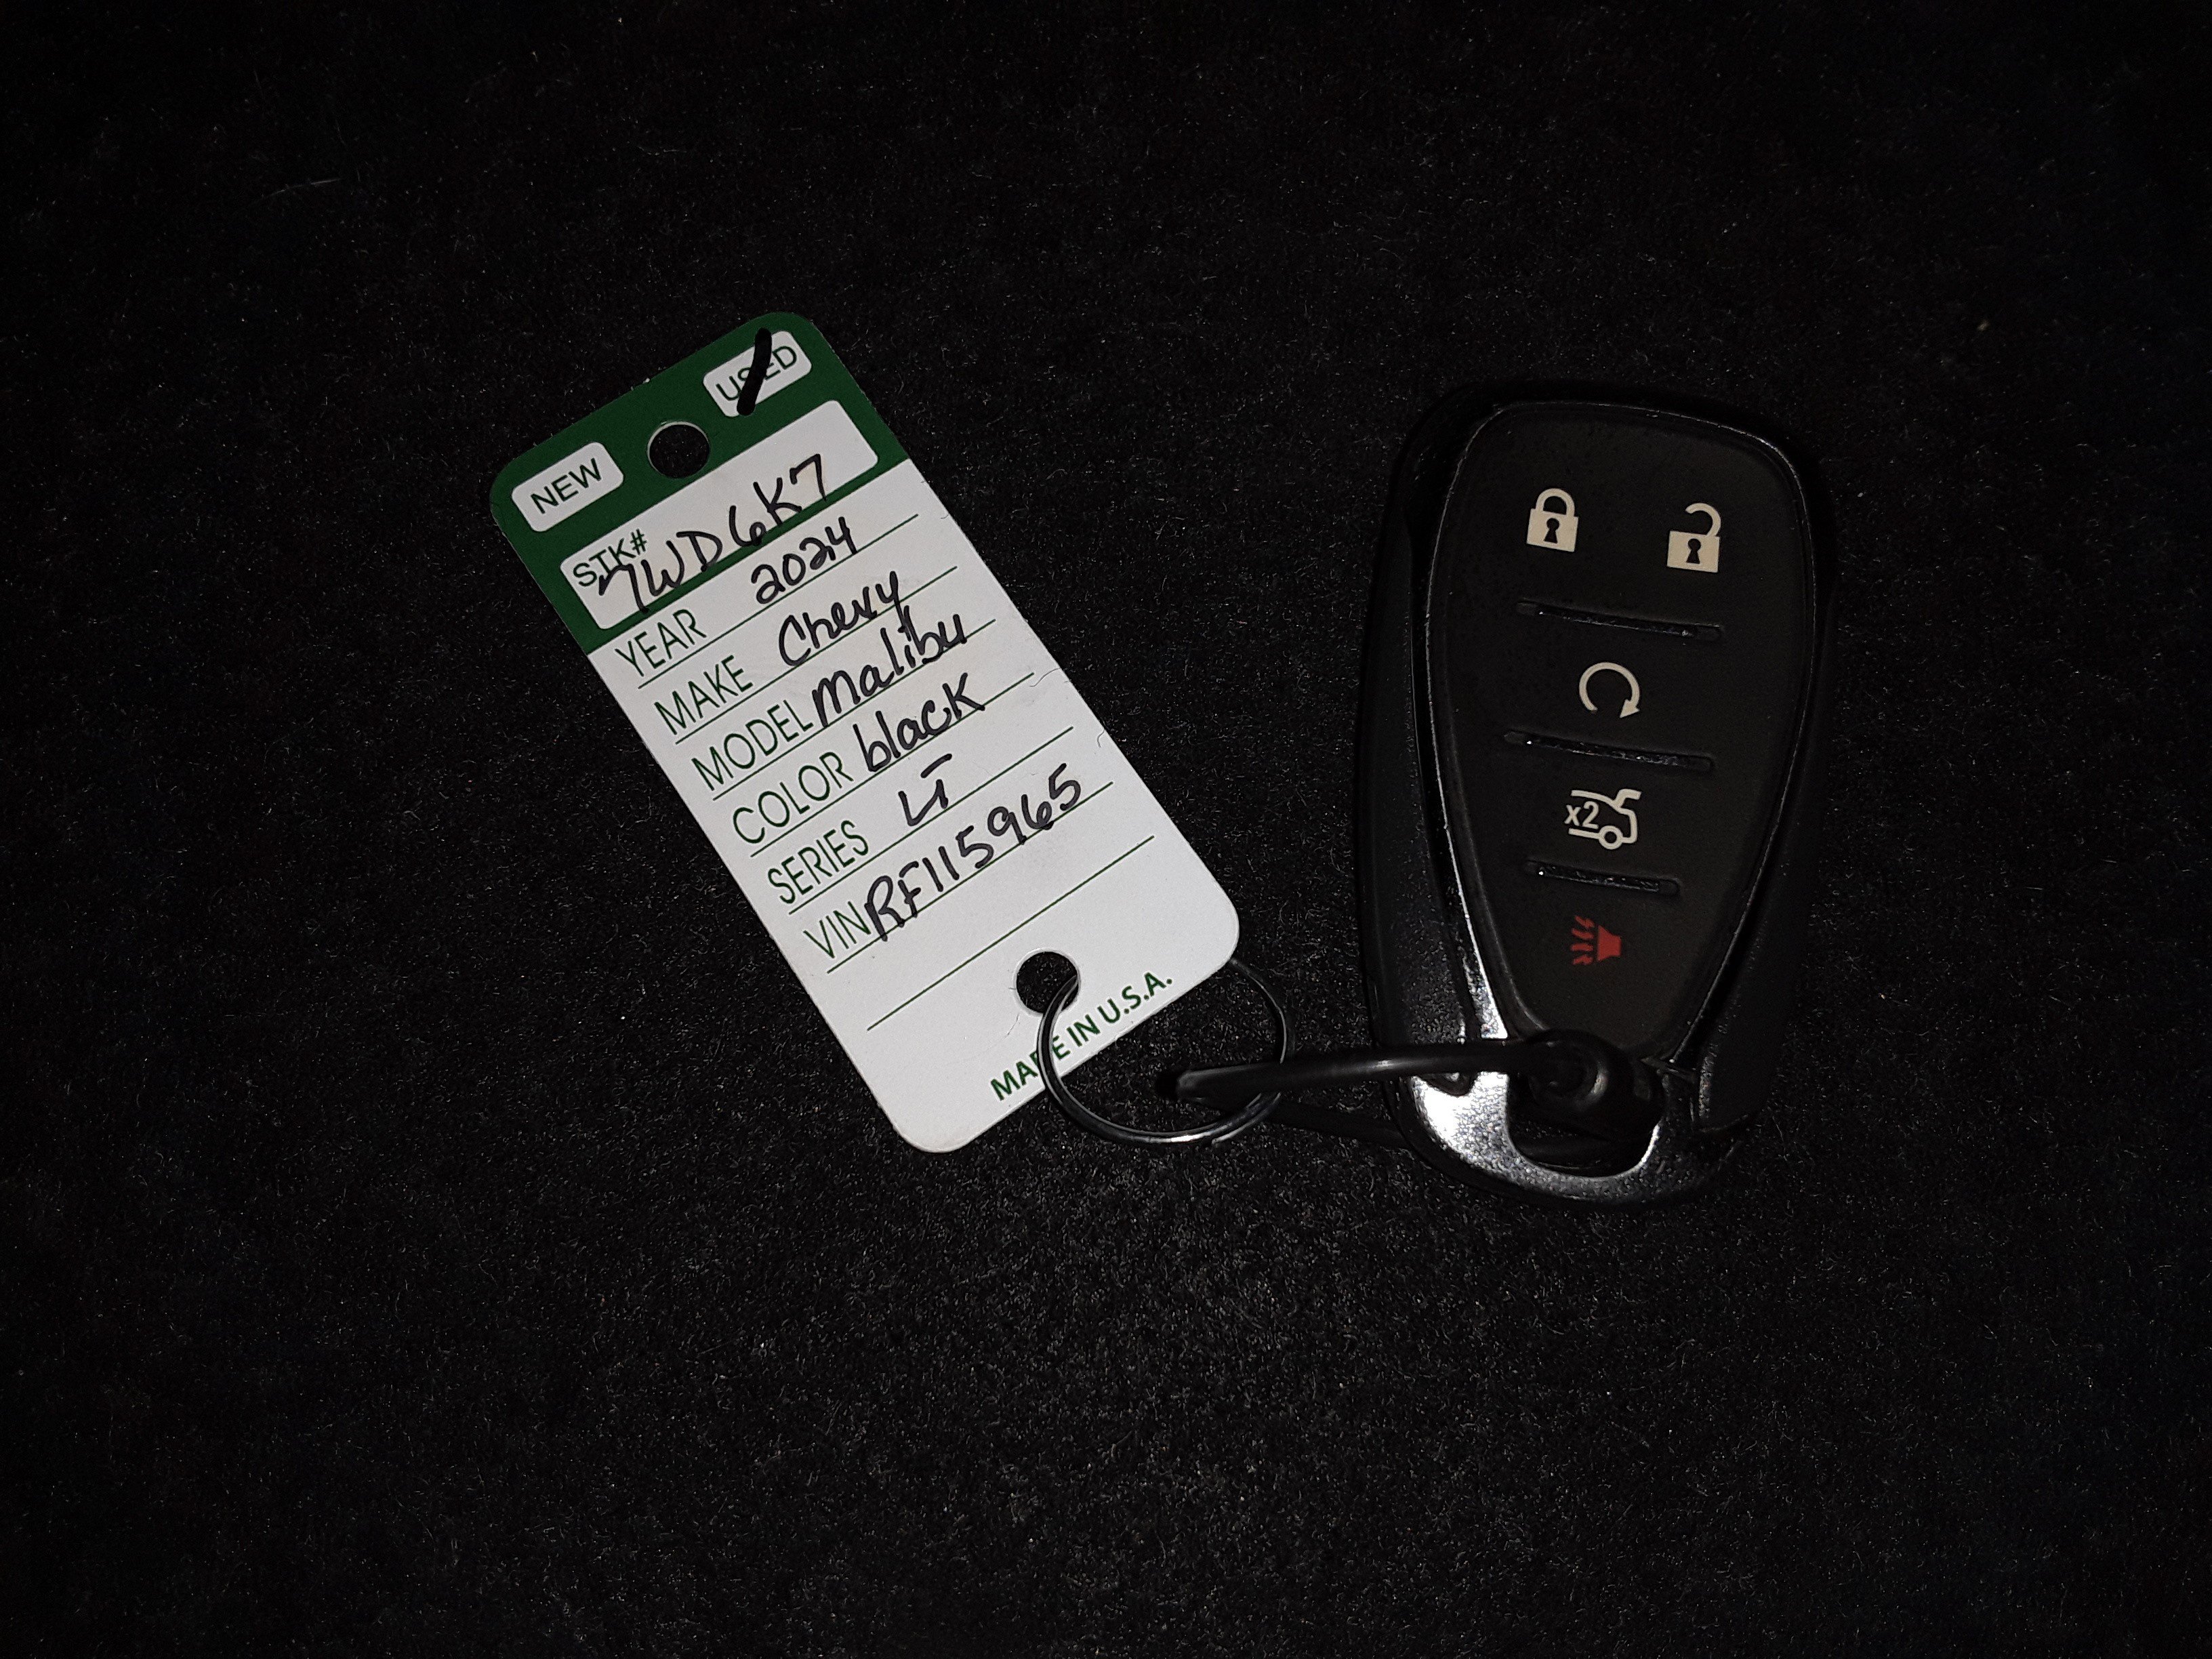 NEW USED
STK# 7WD6K7
YEAR 2024
MAKE Chevy
MODEL Malibu
COLOR black
SERIES LT
VIN RF115965
MADE IN U.S.A.
x2